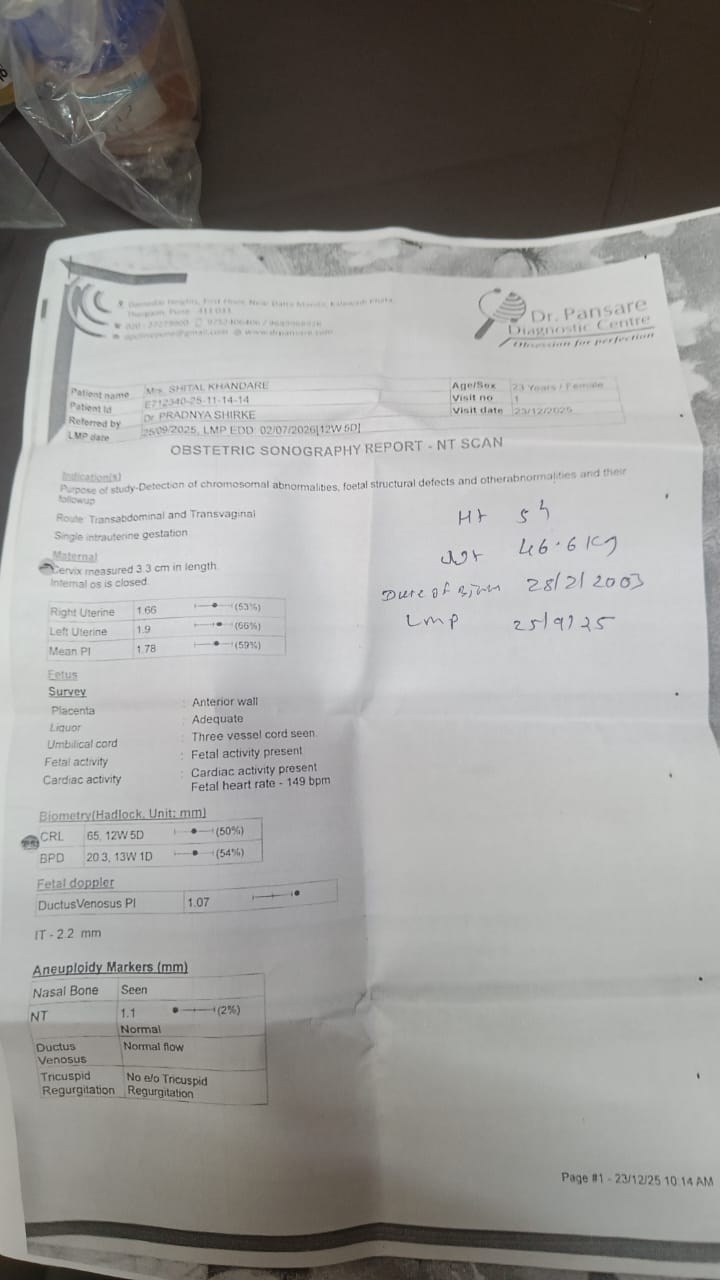 Dr. Pansare
Diagnostic Centre
Obsession for perfection
Patient name Mrs. SHITAL KHANDARE Age/Sex 23 Years / Female
Patient Id E712340-25-11-14-14 Visit no 1
Referred by Dr PRADNYA SHIRKE Visit date 23/12/2025
LMP date 25/09/2025, LMP EDD: 02/07/2026[12W 5D]
OBSTETRIC SONOGRAPHY REPORT - NT SCAN
Indication(s)
Purpose of study-Detection of chromosomal abnormalities, foetal structural defects and otherabnormalities and their
followup
Route: Transabdominal and Transvaginal
Single intrauterine gestation
Maternal
Cervix measured 3.3 cm in length.
Internal os is closed.
Ht
Wt 46.6 Kg
Date of Birth 28/2/2003
LMP 25/9/25
Right Uterine 1.66 (53%)
Left Uterine 1.9 (66%)
Mean PI 1.78 (59%)
Fetus
Survey
Placenta : Anterior wall
Liquor : Adequate
Umbilical cord : Three vessel cord seen.
Fetal activity : Fetal activity present
Cardiac activity : Cardiac activity present
Fetal heart rate - 149 bpm
Biometry(Hadlock, Unit: mm)
CRL 65, 12W 5D (50%)
BPD 20.3, 13W 1D (54%)
Fetal doppler
DuctusVenosus PI 1.07
IT - 2.2 mm
Aneuploidy Markers (mm)
Nasal Bone Seen
NT 1.1 (2%)
Normal
Ductus Normal flow
Venosus
Tricuspid No e/o Tricuspid
Regurgitation Regurgitation
Page #1 - 23/12/25 10:14 AM